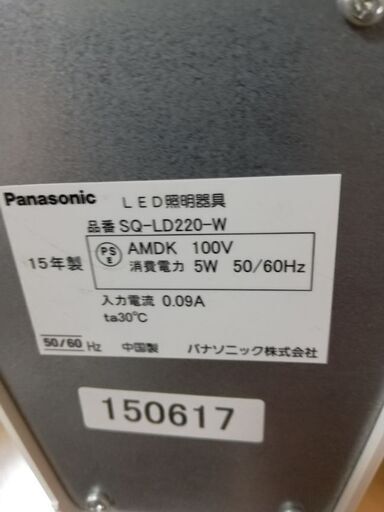 Panasonic LED照明器具
品番 SQ-LD220-W
15年製
PS E AMDK 100V
消費電力 5W 50/60Hz
入力電流 0.09A
ta30℃
50/60 Hz 中国製 パナソニック株式会社
150617